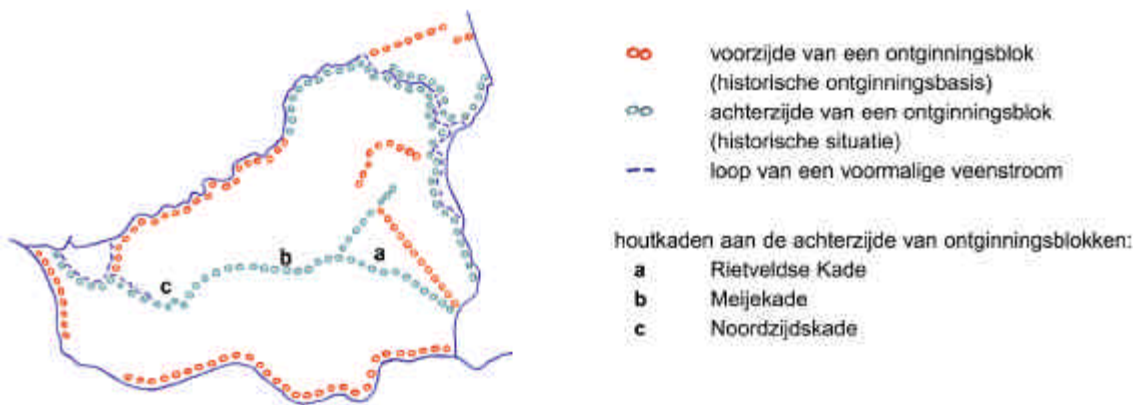 voorzijde van een ontginningsblok
(historische ontginningsbasis)
achterzijde van een ontginningsblok
(historische situatie)
loop van een voormalige veenstroom
houtkaden aan de achterzijde van ontginningsblokken:
a Rietveldse Kade
b Meijekade
c Noordzijdskade
b
a
c